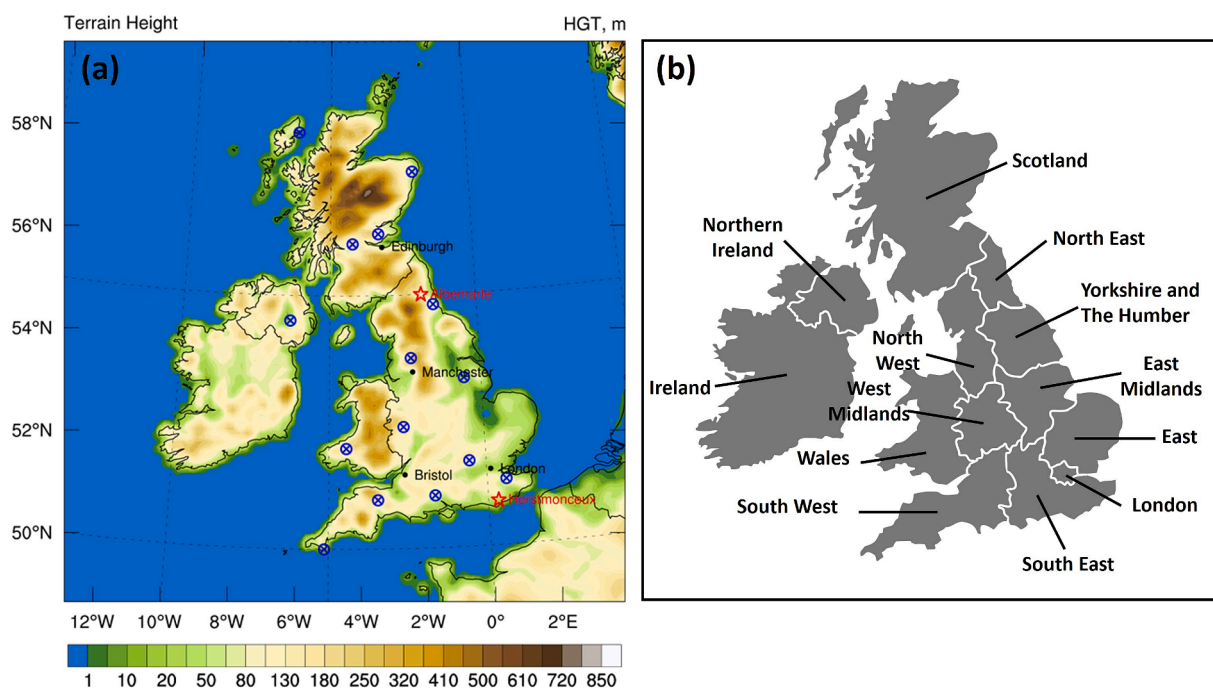 Terrain Height
HGT, m
(a)
58°N
56°N
54°N
52°N
50°N
Edinburgh
Albemarle
Manchester
Bristol
London
Herstmonceux
12°W
10°W
8°W
6°W
4°W
2°W
0°
2°E
1
10
20
50
80
130
180
250
320
410
500
610
720
850
(b)
Scotland
Northern
Ireland
North East
Yorkshire and
The Humber
North
West
West
Midlands
East
Midlands
Ireland
East
Wales
South West
London
South East